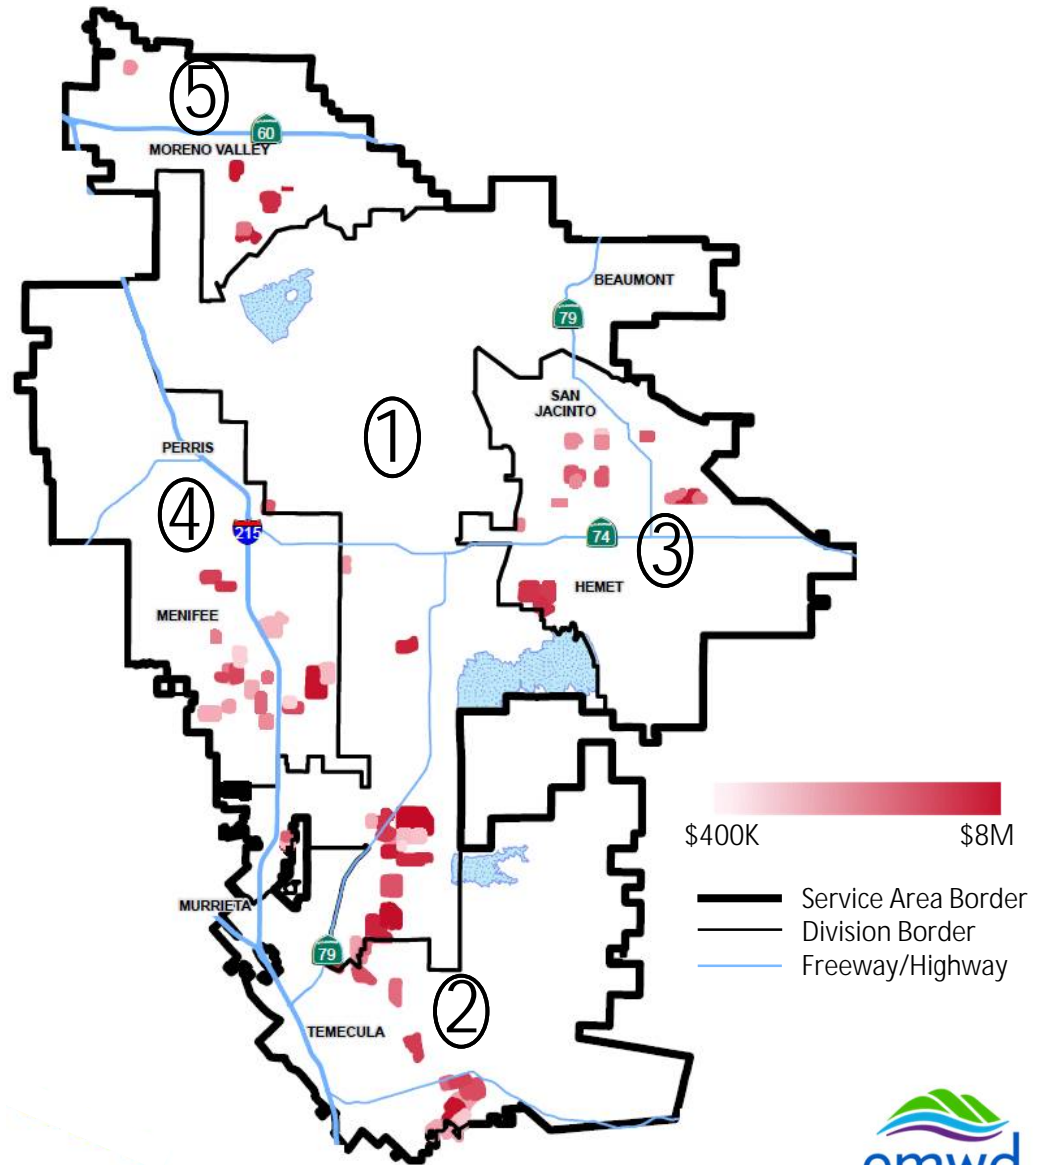 5
60
MORENO VALLEY
BEAUMONT
79
SAN
JACINTO
1
PERRIS
4
215
74
3
HEMET
MENIFEE
$400K
$8M
Service Area Border
Division Border
Freeway/Highway
MURRIETA
79
2
TEMECULA
emwd